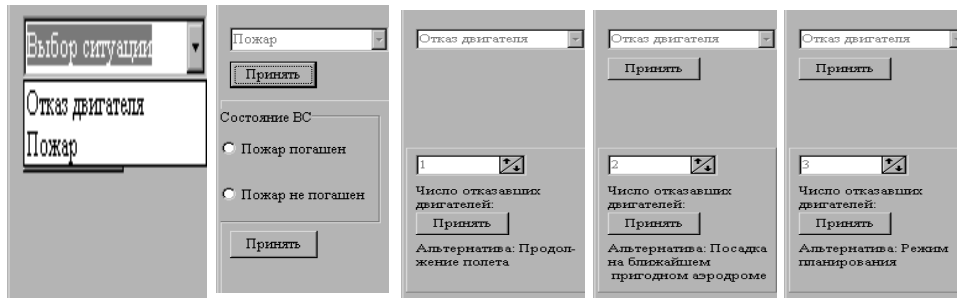 Выбор ситуации
Отказ двигателя
Пожар
Пожар
Принять
Состояние ВС
Пожар погашен
Пожар не погашен
Принять
Отказ двигателя
1
Число отказавших
двигателей:
Принять
Альтернатива: Продол-
жение полета
Отказ двигателя
Принять
2
Число отказавших
двигателей:
Принять
Альтернатива: Посадка
на ближайшем
пригодном аэродроме
Отказ двигателя
Принять
3
Число отказавших
двигателей:
Принять
Альтернатива: Режим
планирования